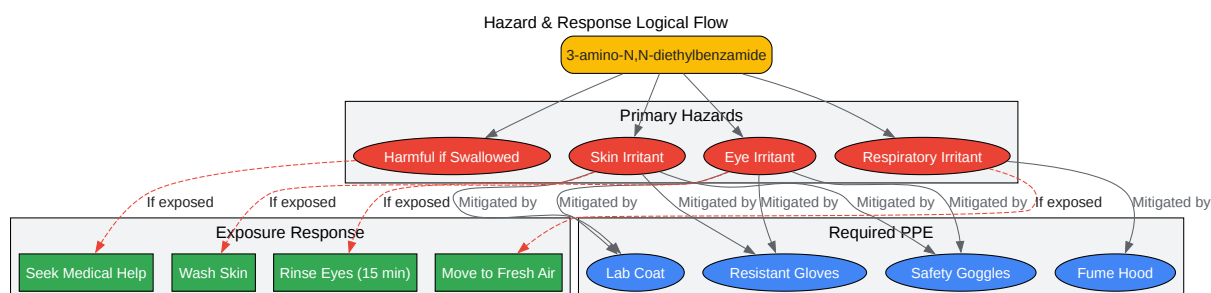 Hazard & Response Logical Flow
3-amino-N,N-diethylbenzamide
Primary Hazards
Harmful if Swallowed
Skin Irritant
Eye Irritant
Respiratory Irritant
If exposed
If exposed
If exposed
Mitigated by
Mitigated by
Mitigated by
Mitigated by
Mitigated by
Mitigated by
If exposed
Mitigated by
Exposure Response
Required PPE
Seek Medical Help
Wash Skin
Rinse Eyes (15 min)
Move to Fresh Air
Lab Coat
Resistant Gloves
Safety Goggles
Fume Hood